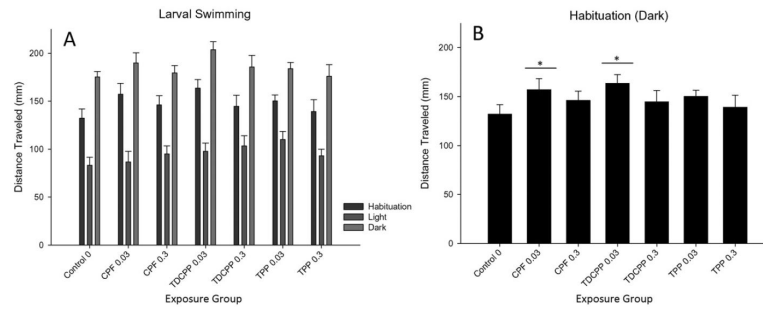 Larval Swimming
A
Distance Traveled (mm)
200
150
100
50
0
Control 0
CPF 0.03
CPF 0.3
TDCPP 0.03
TDCPP 0.3
TPP 0.03
TPP 0.3
Exposure Group
Habituation
Light
Dark
Habituation (Dark)
B
Distance Traveled (mm)
200
150
100
50
0
*
*
Control 0
CPF 0.03
CPF 0.3
TDCPP 0.03
TDCPP 0.3
TPP 0.03
TPP 0.3
Exposure Group